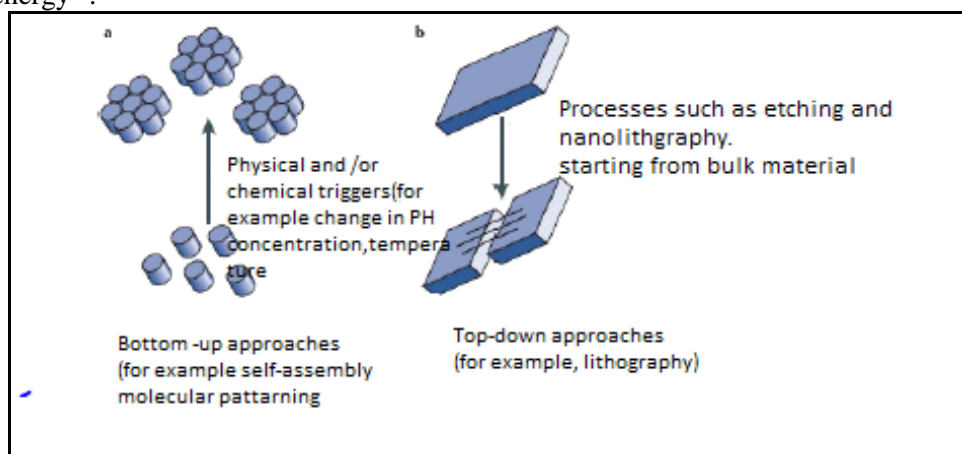 energy .
a
b
Processes such as etching and
nanolithgraphy.
starting from bulk material
Physical and /or
chemical triggers(for
example change in PH
concentration,tempera
ture
Bottom -up approaches
(for example self-assembly
molecular pattarning
Top-down approaches
(for example, lithography)